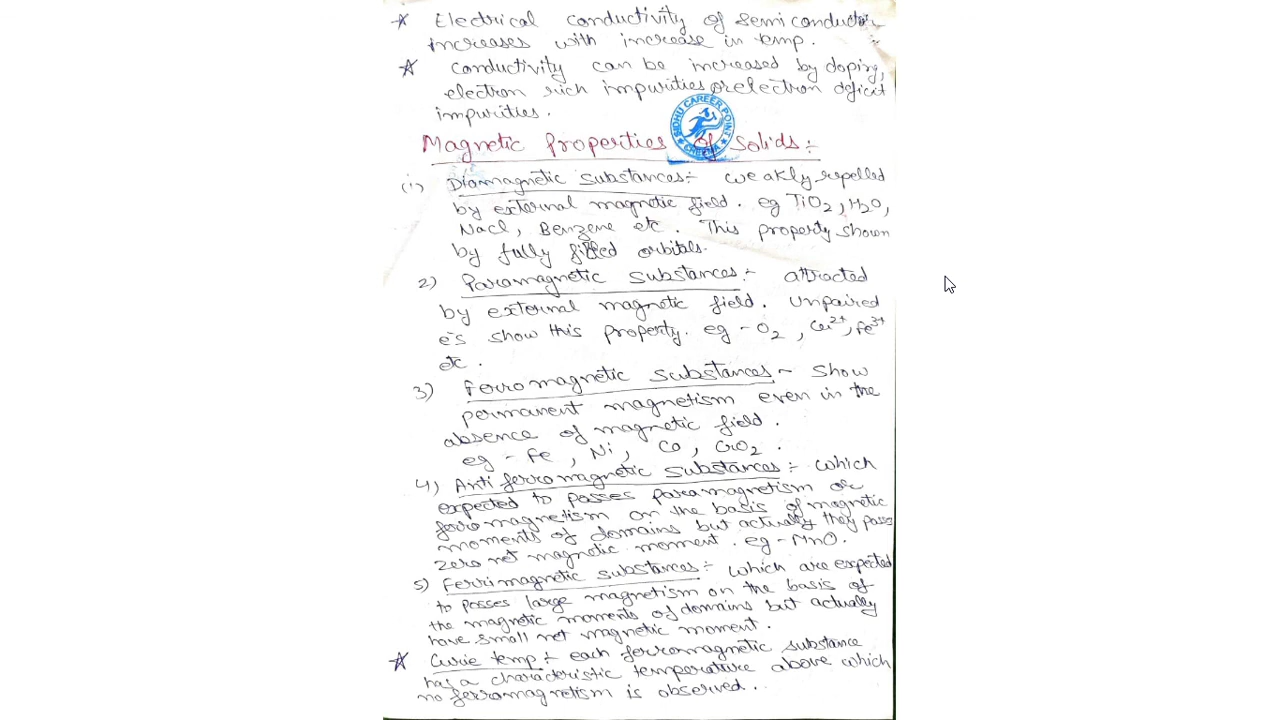 ☆ Electrical conductivity of semiconductor
increases with increase in temp.
☆ Conductivity can be increased by doping,
electron rich impurities or electron deficit
impurities.
Magnetic Properties of Solids :-
SIDHU CAREER POINT
(1) Diamagnetic substances :- weakly repelled
by external magnetic field. eg TiO2, H2O,
NaCl, Benzene etc. This property shown
by fully filled orbitals.
2) Paramagnetic substances :- attracted
by external magnetic field. Unpaired
e⁻s show this property. eg - O2, Cu²⁺, Fe³⁺
etc.
3) Ferromagnetic substances - Show
permanent magnetism even in the
absence of magnetic field.
eg - Fe, Ni, Co, CrO2.
4) Anti ferromagnetic substances :- which
expected to posses paramagnetism or
ferromagnetism on the basis of magnetic
moments of domains but actually they posses
zero net magnetic moment. eg - MnO.
5) Ferrimagnetic substances :- which are expected
to posses large magnetism on the basis of
the magnetic moments of domains but actually
have small net magnetic moment.
☆ Curie temp :- each ferromagnetic substance
has a characteristic temperature above which
no ferromagnetism is observed.